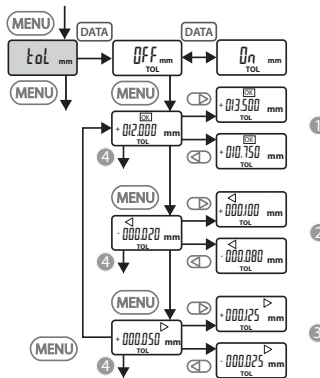 MENU
DATA DATA
toL mm
OFF mm TOL
On mm TOL
MENU MENU
OK
+ 013.500 mm
TOL
1
OK
+ 012.000 mm
TOL
OK
+ 010.750 mm
TOL
4
MENU
+ 000.100 mm
TOL
2
- 000.020 mm
TOL
- 000.080 mm
TOL
4
MENU
+ 000.125 mm
TOL
3
+ 000.050 mm
TOL
- 000.025 mm
TOL
MENU
4